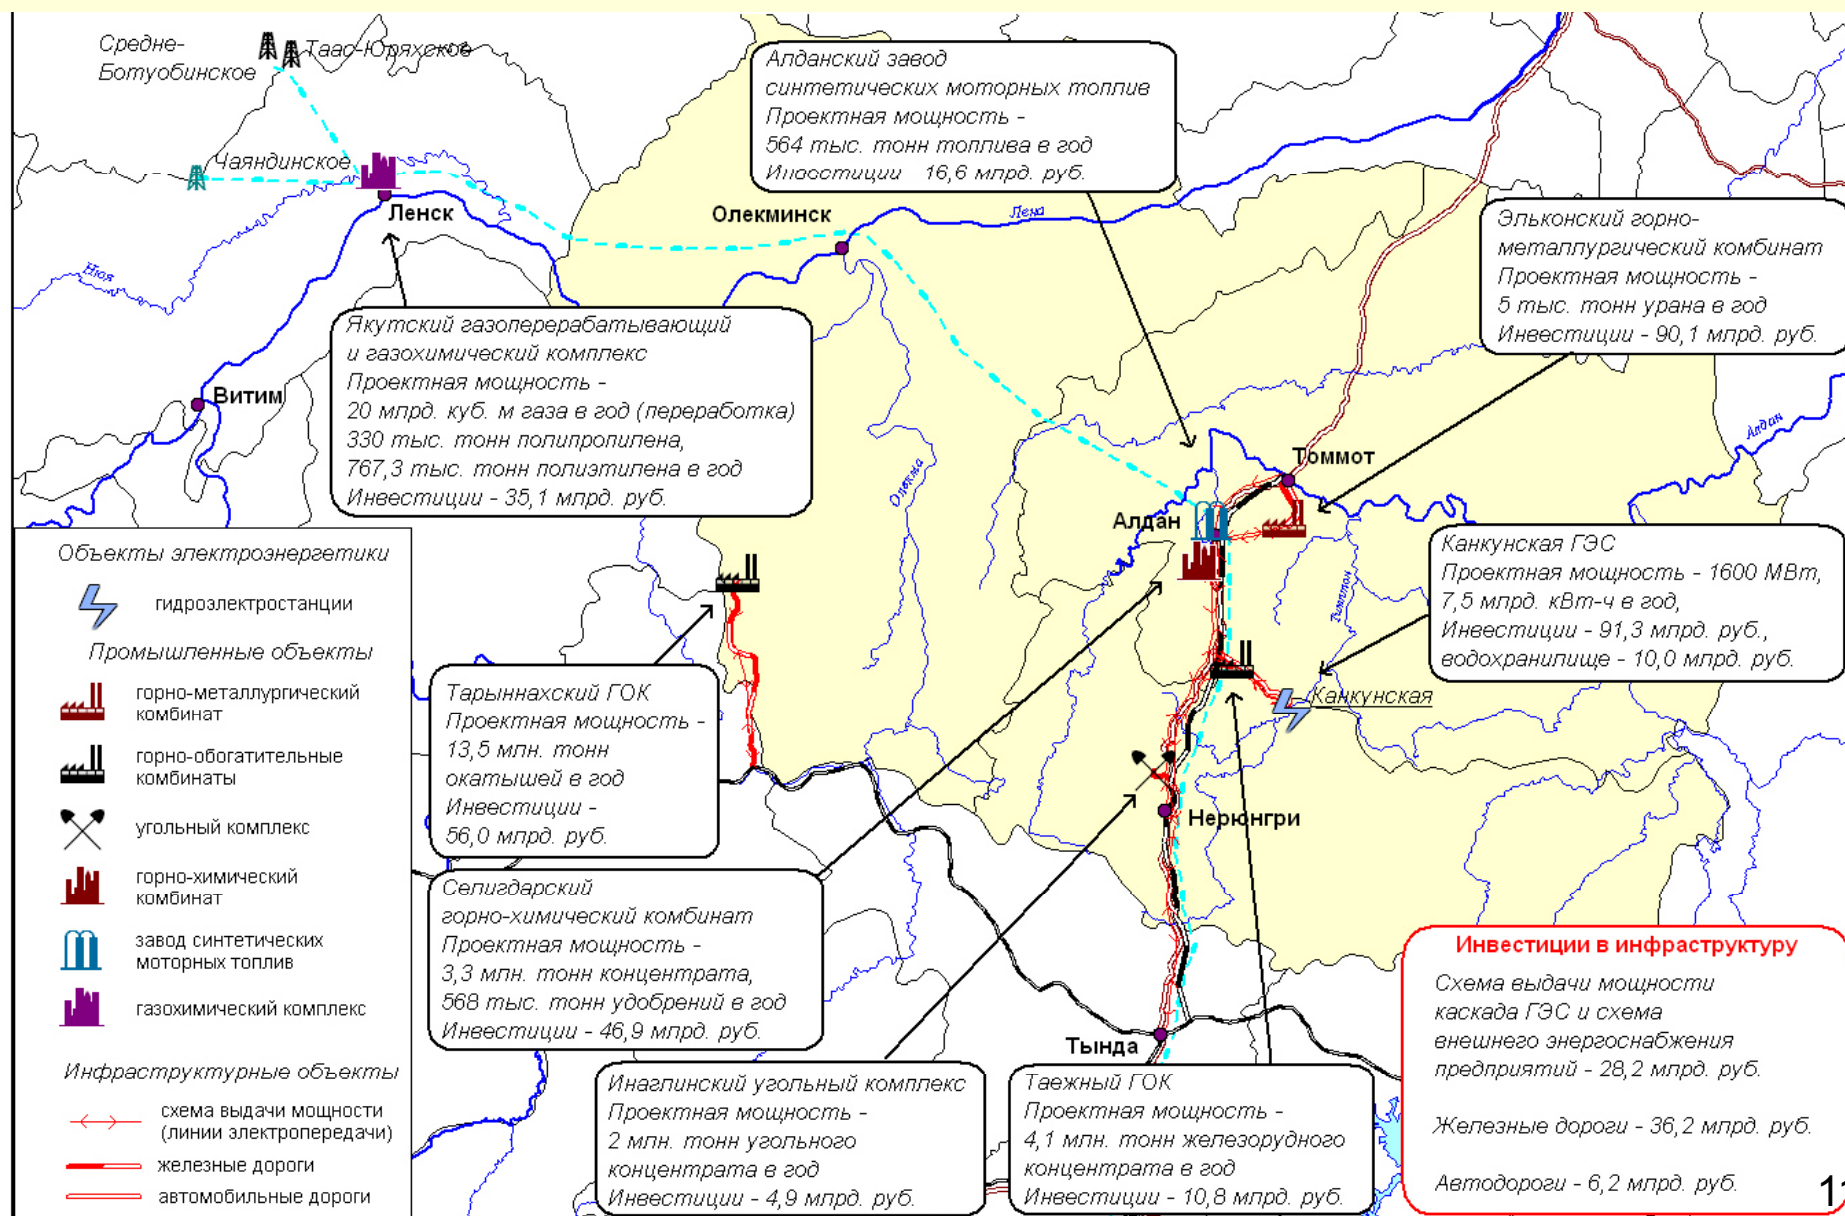 Средне-
Ботуобинское
Таас-Юряхское
Чаяндинское
Ленск
Олекминск
Лена
Нюя
Витим
Алданский завод
синтетических моторных топлив
Проектная мощность -
564 тыс. тонн топлива в год
Инвестиции 16,6 млрд. руб.
Эльконский горно-
металлургический комбинат
Проектная мощность -
5 тыс. тонн урана в год
Инвестиции - 90,1 млрд. руб.
Якутский газоперерабатывающий
и газохимический комплекс
Проектная мощность -
20 млрд. куб. м газа в год (переработка)
330 тыс. тонн полипропилена,
767,3 тыс. тонн полиэтилена в год
Инвестиции - 35,1 млрд. руб.
Алдан
Томмот
Олекма
Алдан
Тимптон
Канкунская ГЭС
Проектная мощность - 1600 МВт,
7,5 млрд. кВт-ч в год,
Инвестиции - 91,3 млрд. руб.,
водохранилище - 10,0 млрд. руб.
Канкунская
Нерюнгри
Тында
Объекты электроэнергетики
гидроэлектростанции
Промышленные объекты
горно-металлургический
комбинат
горно-обогатительные
комбинаты
угольный комплекс
горно-химический
комбинат
завод синтетических
моторных топлив
газохимический комплекс
Инфраструктурные объекты
схема выдачи мощности
(линии электропередачи)
железные дороги
автомобильные дороги
Тарыннахский ГОК
Проектная мощность -
13,5 млн. тонн
окатышей в год
Инвестиции -
56,0 млрд. руб.
Селигдарский
горно-химический комбинат
Проектная мощность -
3,3 млн. тонн концентрата,
568 тыс. тонн удобрений в год
Инвестиции - 46,9 млрд. руб.
Инаглинский угольный комплекс
Проектная мощность -
2 млн. тонн угольного
концентрата в год
Инвестиции - 4,9 млрд. руб.
Таежный ГОК
Проектная мощность -
4,1 млн. тонн железорудного
концентрата в год
Инвестиции - 10,8 млрд. руб.
Инвестиции в инфраструктуру
Схема выдачи мощности
каскада ГЭС и схема
внешнего энергоснабжения
предприятий - 28,2 млрд. руб.
Железные дороги - 36,2 млрд. руб.
Автодороги - 6,2 млрд. руб.